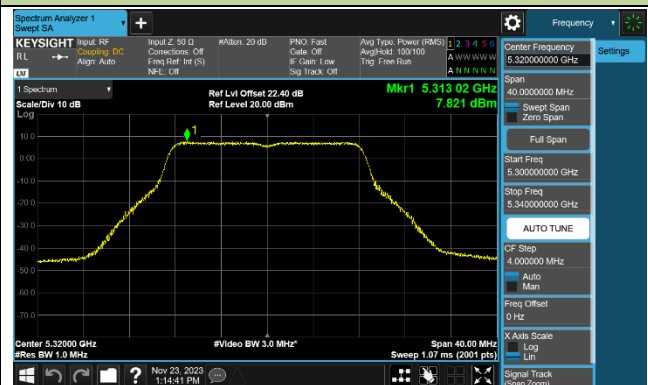 Spectrum Analyzer 1
Swept SA
Frequency
KEYSIGHT
RL
LXI
Input: RF
Coupling: DC
Align: Auto
Input Z: 50 Ω
Corrections: Off
Freq Ref: Int (S)
NFE: Off
#Atten: 20 dB
PNO: Fast
Gate: Off
IF Gain: Low
Sig Track: Off
Avg Type: Power (RMS)
Avg|Hold: 100/100
Trig: Free Run
1 2 3 4 5 6
A W W W W W
A N N N N N
Center Frequency
5.320000000 GHz
Settings
Span
40.0000000 MHz
Swept Span
Zero Span
Full Span
Start Freq
5.300000000 GHz
Stop Freq
5.340000000 GHz
AUTO TUNE
CF Step
4.000000 MHz
Auto
Man
Freq Offset
0 Hz
X Axis Scale
Log
Lin
Signal Track
(Span Zoom)
1 Spectrum
Scale/Div 10 dB
Log
Ref Lvl Offset 22.40 dB
Ref Level 20.00 dBm
Mkr1 5.313 02 GHz
7.821 dBm
1
10.0
0.00
-10.0
-20.0
-30.0
-40.0
-50.0
-60.0
-70.0
Center 5.32000 GHz
#Res BW 1.0 MHz
#Video BW 3.0 MHz*
Span 40.00 MHz
Sweep 1.07 ms (2001 pts)
?
Nov 23, 2023
1:14:41 PM